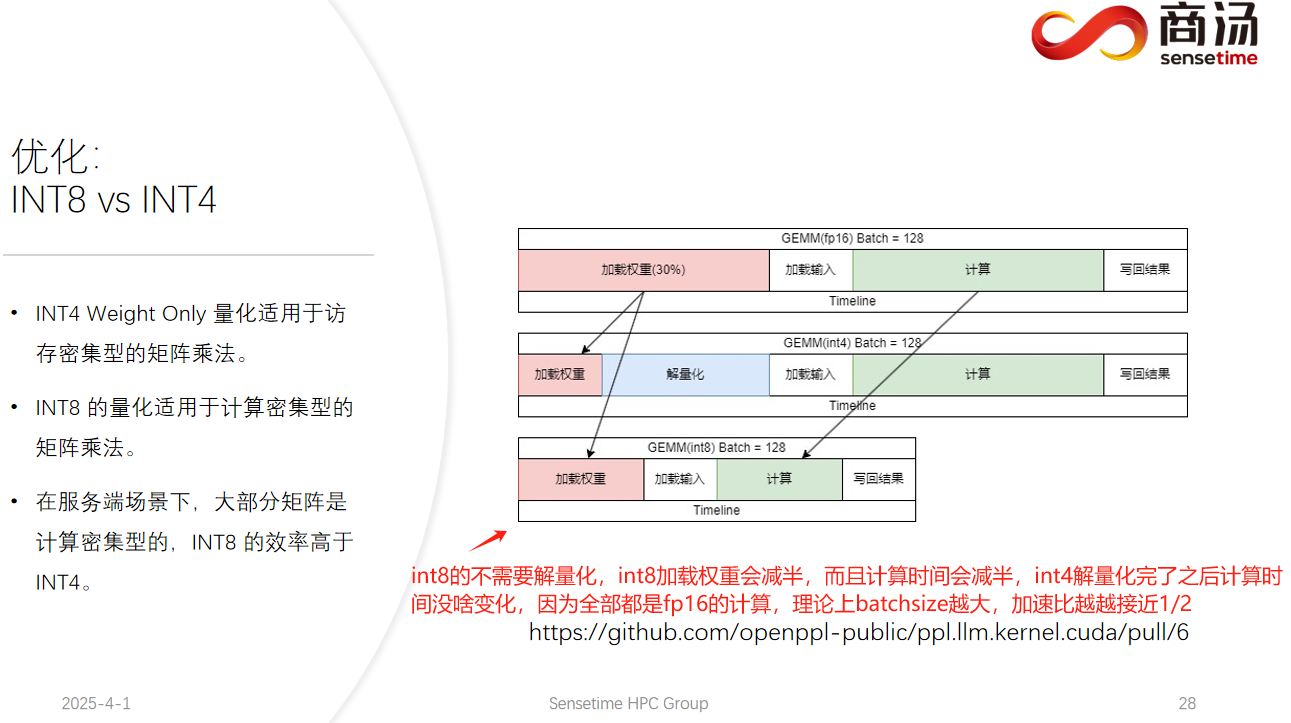 商汤
sensetime
优化：
INT8 vs INT4
• INT4 Weight Only 量化适用于访
存密集型的矩阵乘法。
• INT8 的量化适用于计算密集型的
矩阵乘法。
• 在服务端场景下，大部分矩阵是
计算密集型的，INT8 的效率高于
INT4。
GEMM(fp16) Batch = 128
加载权重(30%) 加载输入 计算 写回结果
Timeline
GEMM(int4) Batch = 128
加载权重 解量化 加载输入 计算 写回结果
Timeline
GEMM(int8) Batch = 128
加载权重 加载输入 计算 写回结果
Timeline
int8的不需要解量化，int8加载权重会减半，而且计算时间会减半，int4解量化完了之后计算时
间没啥变化，因为全部都是fp16的计算，理论上batchsize越大，加速比越越接近1/2
https://github.com/openppl-public/ppl.llm.kernel.cuda/pull/6
2025-4-1 Sensetime HPC Group 28